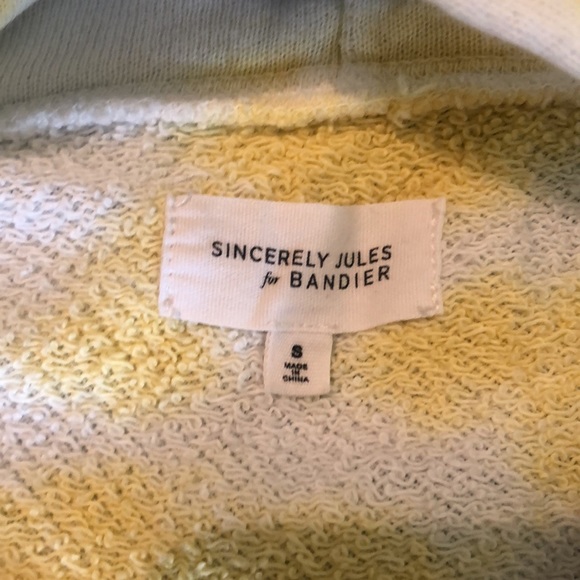 SINCERELY JULES
for BANDIER
S
MADE
IN
CHINA